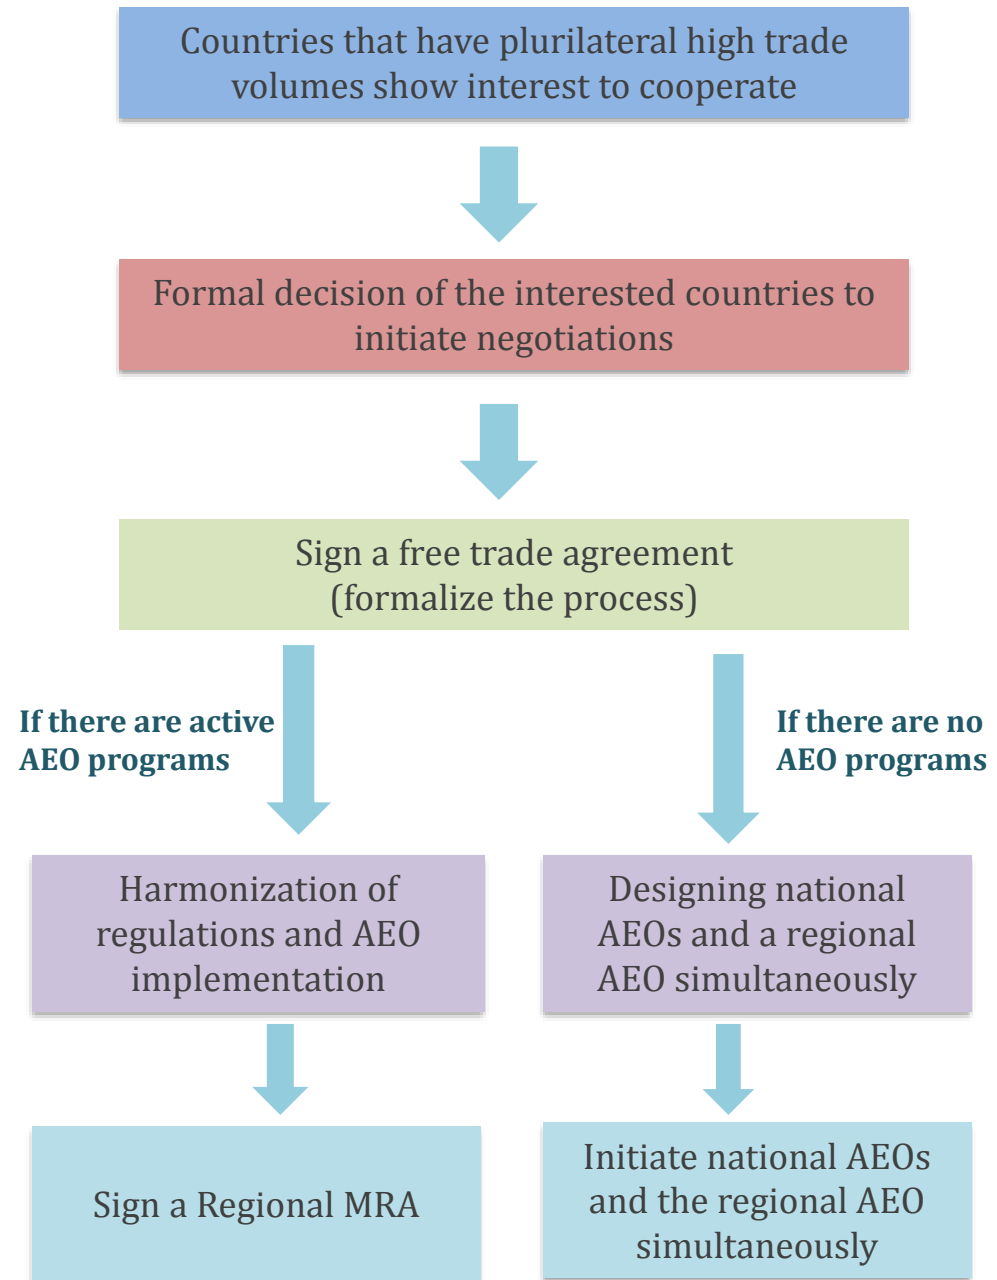 Countries that have plurilateral high trade
volumes show interest to cooperate
Formal decision of the interested countries to
initiate negotiations
Sign a free trade agreement
(formalize the process)
If there are active
AEO programs
If there are no
AEO programs
Harmonization of
regulations and AEO
implementation
Designing national
AEOs and a regional
AEO simultaneously
Sign a Regional MRA
Initiate national AEOs
and the regional AEO
simultaneously